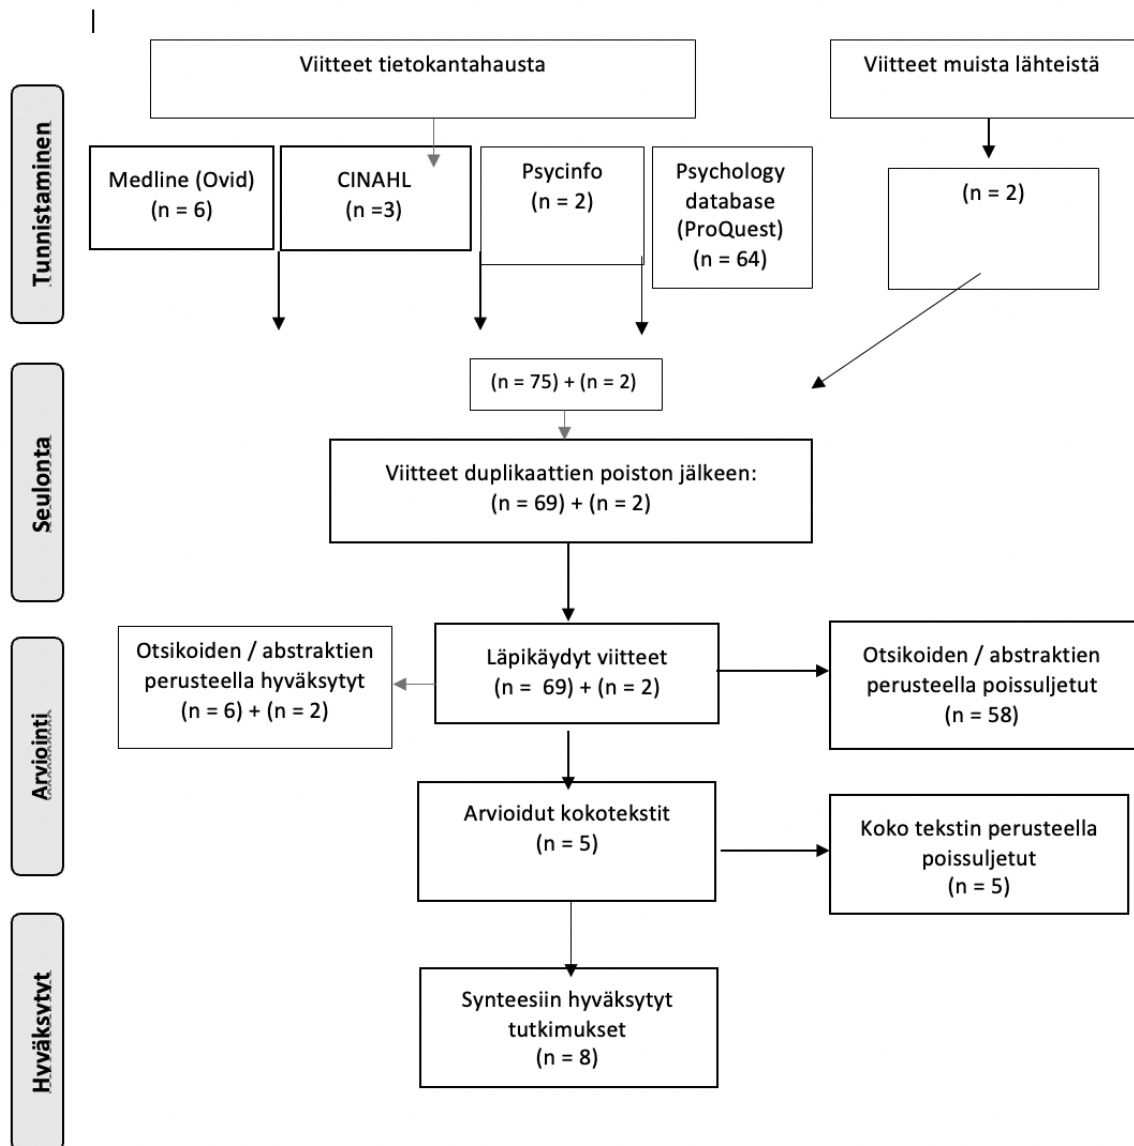 Viitteet tietokantahausta
Viitteet muista lähteistä
Tunnistaminen
Medline (Ovid)
(n = 6)
CINAHL
(n =3)
Psycinfo
(n = 2)
Psychology
database
(ProQuest)
(n = 64)
(n = 2)
Seulonta
(n = 75) + (n = 2)
Viitteet duplikaattien poiston jälkeen:
(n = 69) + (n = 2)
Arviointi
Otsikoiden / abstraktien
perusteella hyväksytyt
(n = 6) + (n = 2)
Läpikäydyt viitteet
(n = 69) + (n = 2)
Otsikoiden / abstraktien
perusteella poissuljetut
(n = 58)
Arvioidut kokotekstit
(n = 5)
Koko tekstin perusteella
poissuljetut
(n = 5)
Hyväksytyt
Synteesiin hyväksytyt
tutkimukset
(n = 8)